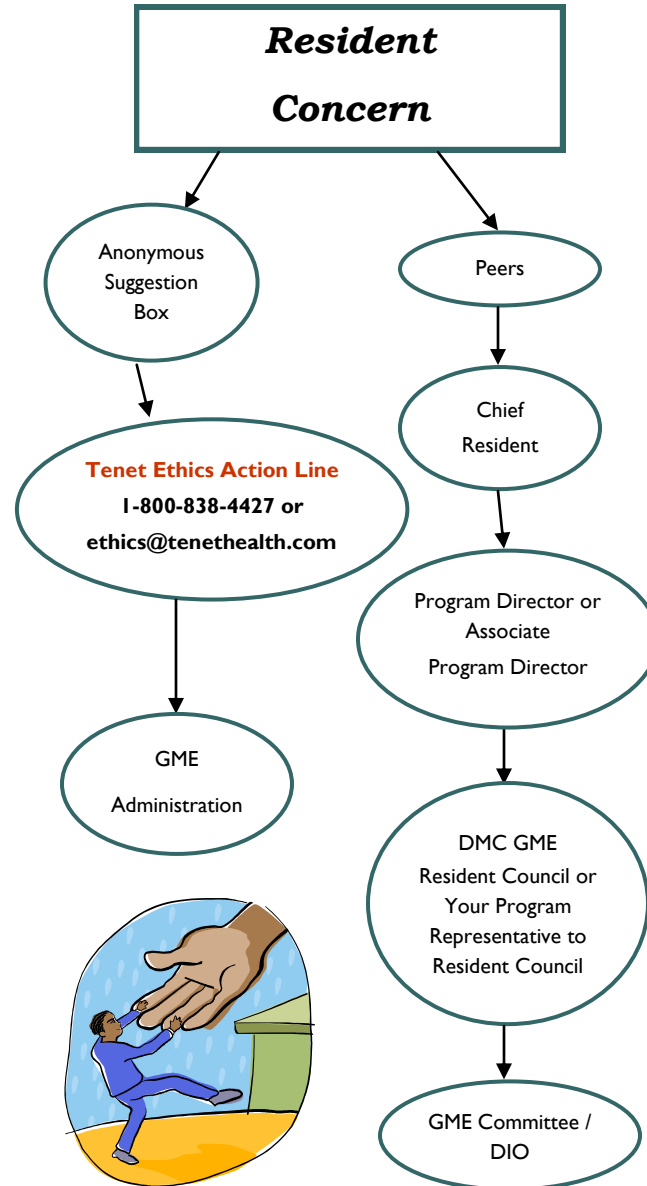 Resident
Concern
Anonymous
Suggestion
Box
Tenet Ethics Action Line
1-800-838-4427 or
ethics@tenethealth.com
GME
Administration
Peers
Chief
Resident
Program Director or
Associate
Program Director
DMC GME
Resident Council or
Your Program
Representative to
Resident Council
GME Committee /
DIO